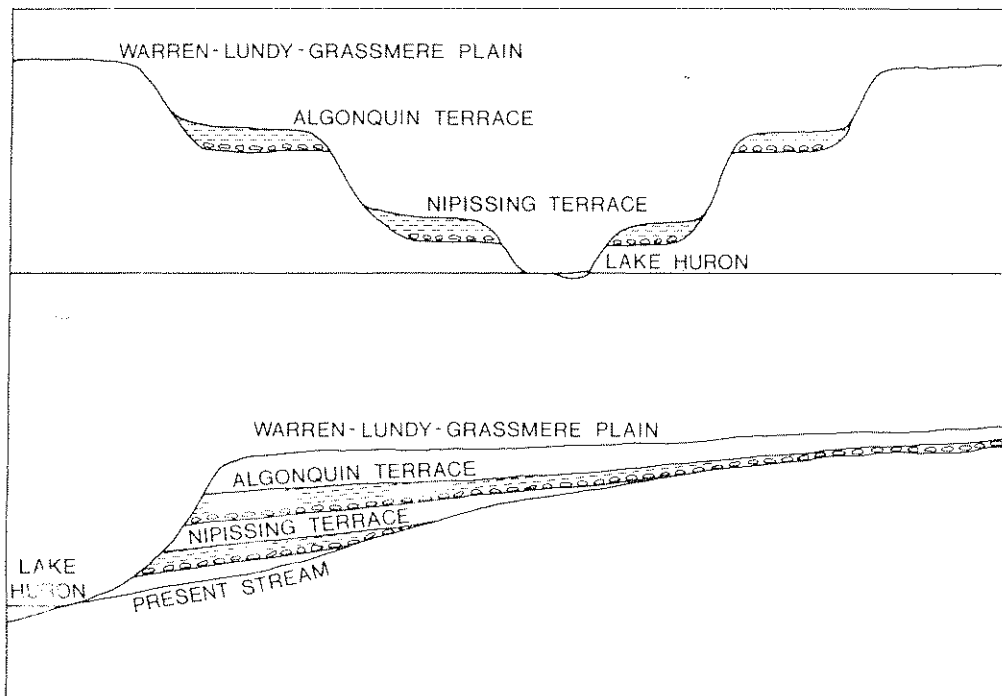 WARREN-LUNDY-GRASSMERE PLAIN
ALGONQUIN TERRACE
NIPISSING TERRACE
LAKE HURON
WARREN-LUNDY-GRASSMERE PLAIN
ALGONQUIN TERRACE
NIPISSING TERRACE
LAKE
HURON
PRESENT STREAM